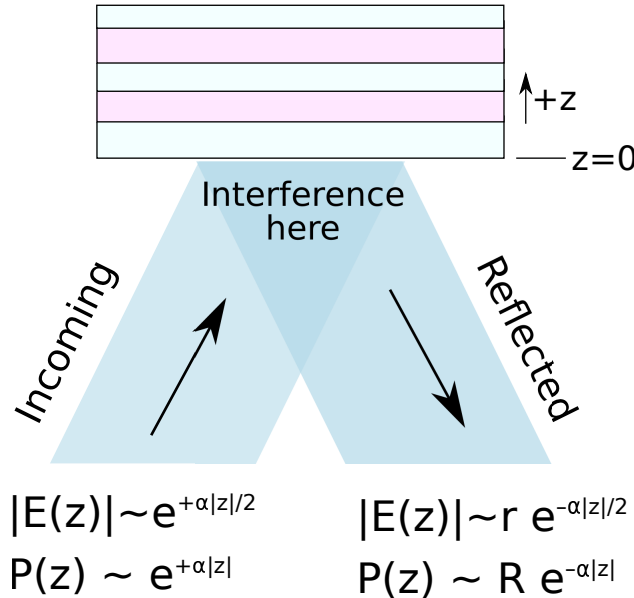 +z
z=0
Interference
here
Incoming
Reflected
|E(z)|~e^{+α|z|/2}
P(z) ~ e^{+α|z|}
|E(z)|~r e^{–α|z|/2}
P(z) ~ R e^{–α|z|}